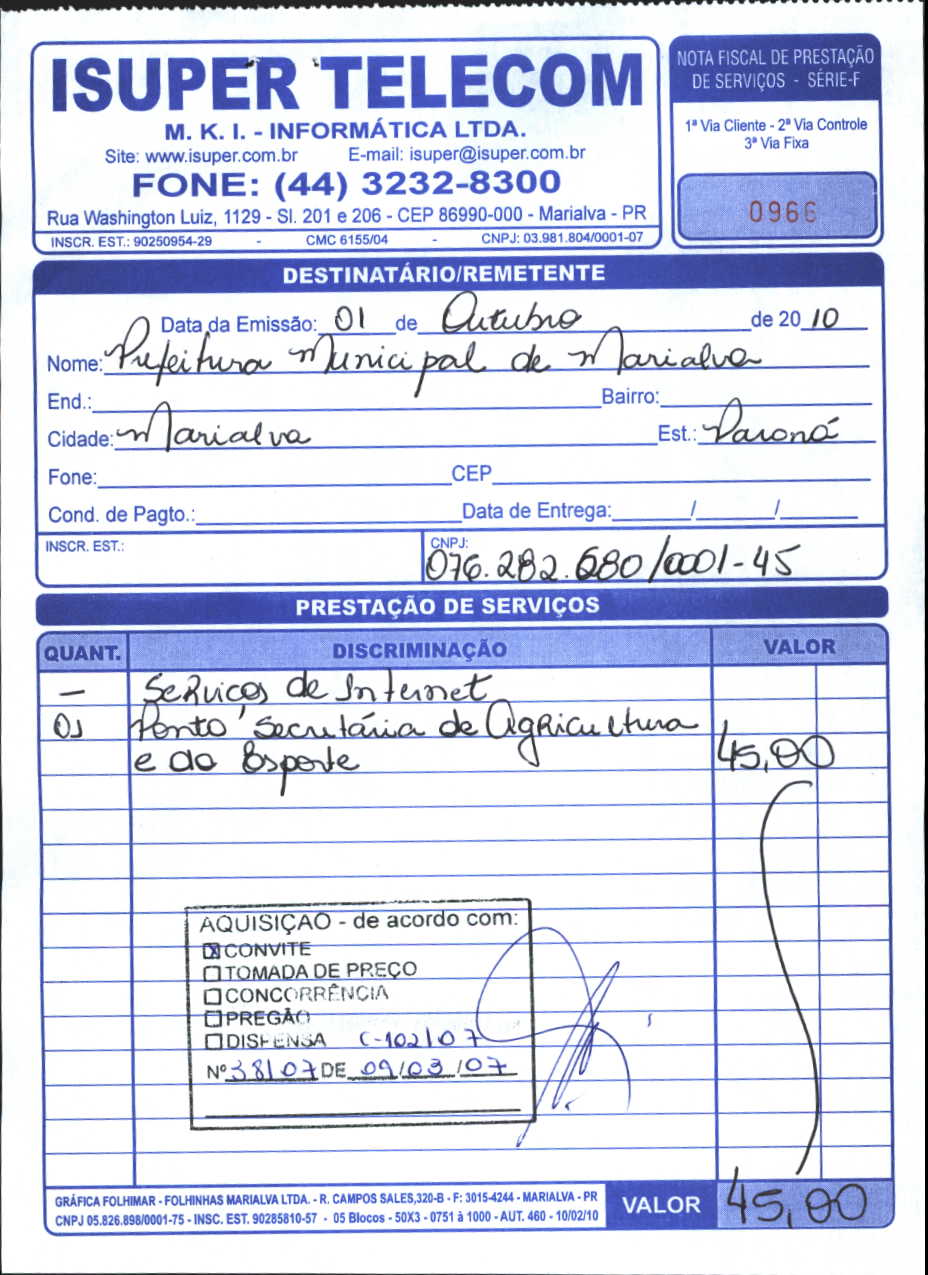 ISUPER TELECOM
M. K. I. - INFORMÁTICA LTDA.
Site: www.isuper.com.br E-mail: isuper@isuper.com.br
FONE: (44) 3232-8300
Rua Washington Luiz, 1129 - Sl. 201 e 206 - CEP 86990-000 - Marialva - PR
INSCR. EST.: 90250954-29 - CMC 6155/04 - CNPJ: 03.981.804/0001-07
NOTA FISCAL DE PRESTAÇÃO
DE SERVIÇOS - SÉRIE-F
1ª Via Cliente - 2ª Via Controle
3ª Via Fixa
0966
DESTINATÁRIO/REMETENTE
Data da Emissão: 01 de Outubro de 20 10
Nome: Prefeitura Municipal de Marialva
End.: Bairro:
Cidade: Marialva Est.: Paraná
Fone: CEP
Cond. de Pagto.: Data de Entrega: / /
INSCR. EST.: CNPJ:
076.282.680/0001-45
PRESTAÇÃO DE SERVIÇOS
QUANT. DISCRIMINAÇÃO VALOR
— Serviços de Internet
01 Ponto Secretária de Agricultura
e do Esporte 45,00
AQUISIÇÃO - de acordo com:
☒ CONVITE
☐ TOMADA DE PREÇO
☐ CONCORRÊNCIA
☐ PREGÃO
☐ DISPENSA C-102/07
Nº 38/07 DE 09/03/07
GRÁFICA FOLHIMAR - FOLHINHAS MARIALVA LTDA. - R. CAMPOS SALES,320-B - F: 3015-4244 - MARIALVA - PR
CNPJ 05.826.898/0001-75 - INSC. EST. 90285810-57 - 05 Blocos - 50X3 - 0751 à 1000 - AUT. 460 - 10/02/10
VALOR 45,00